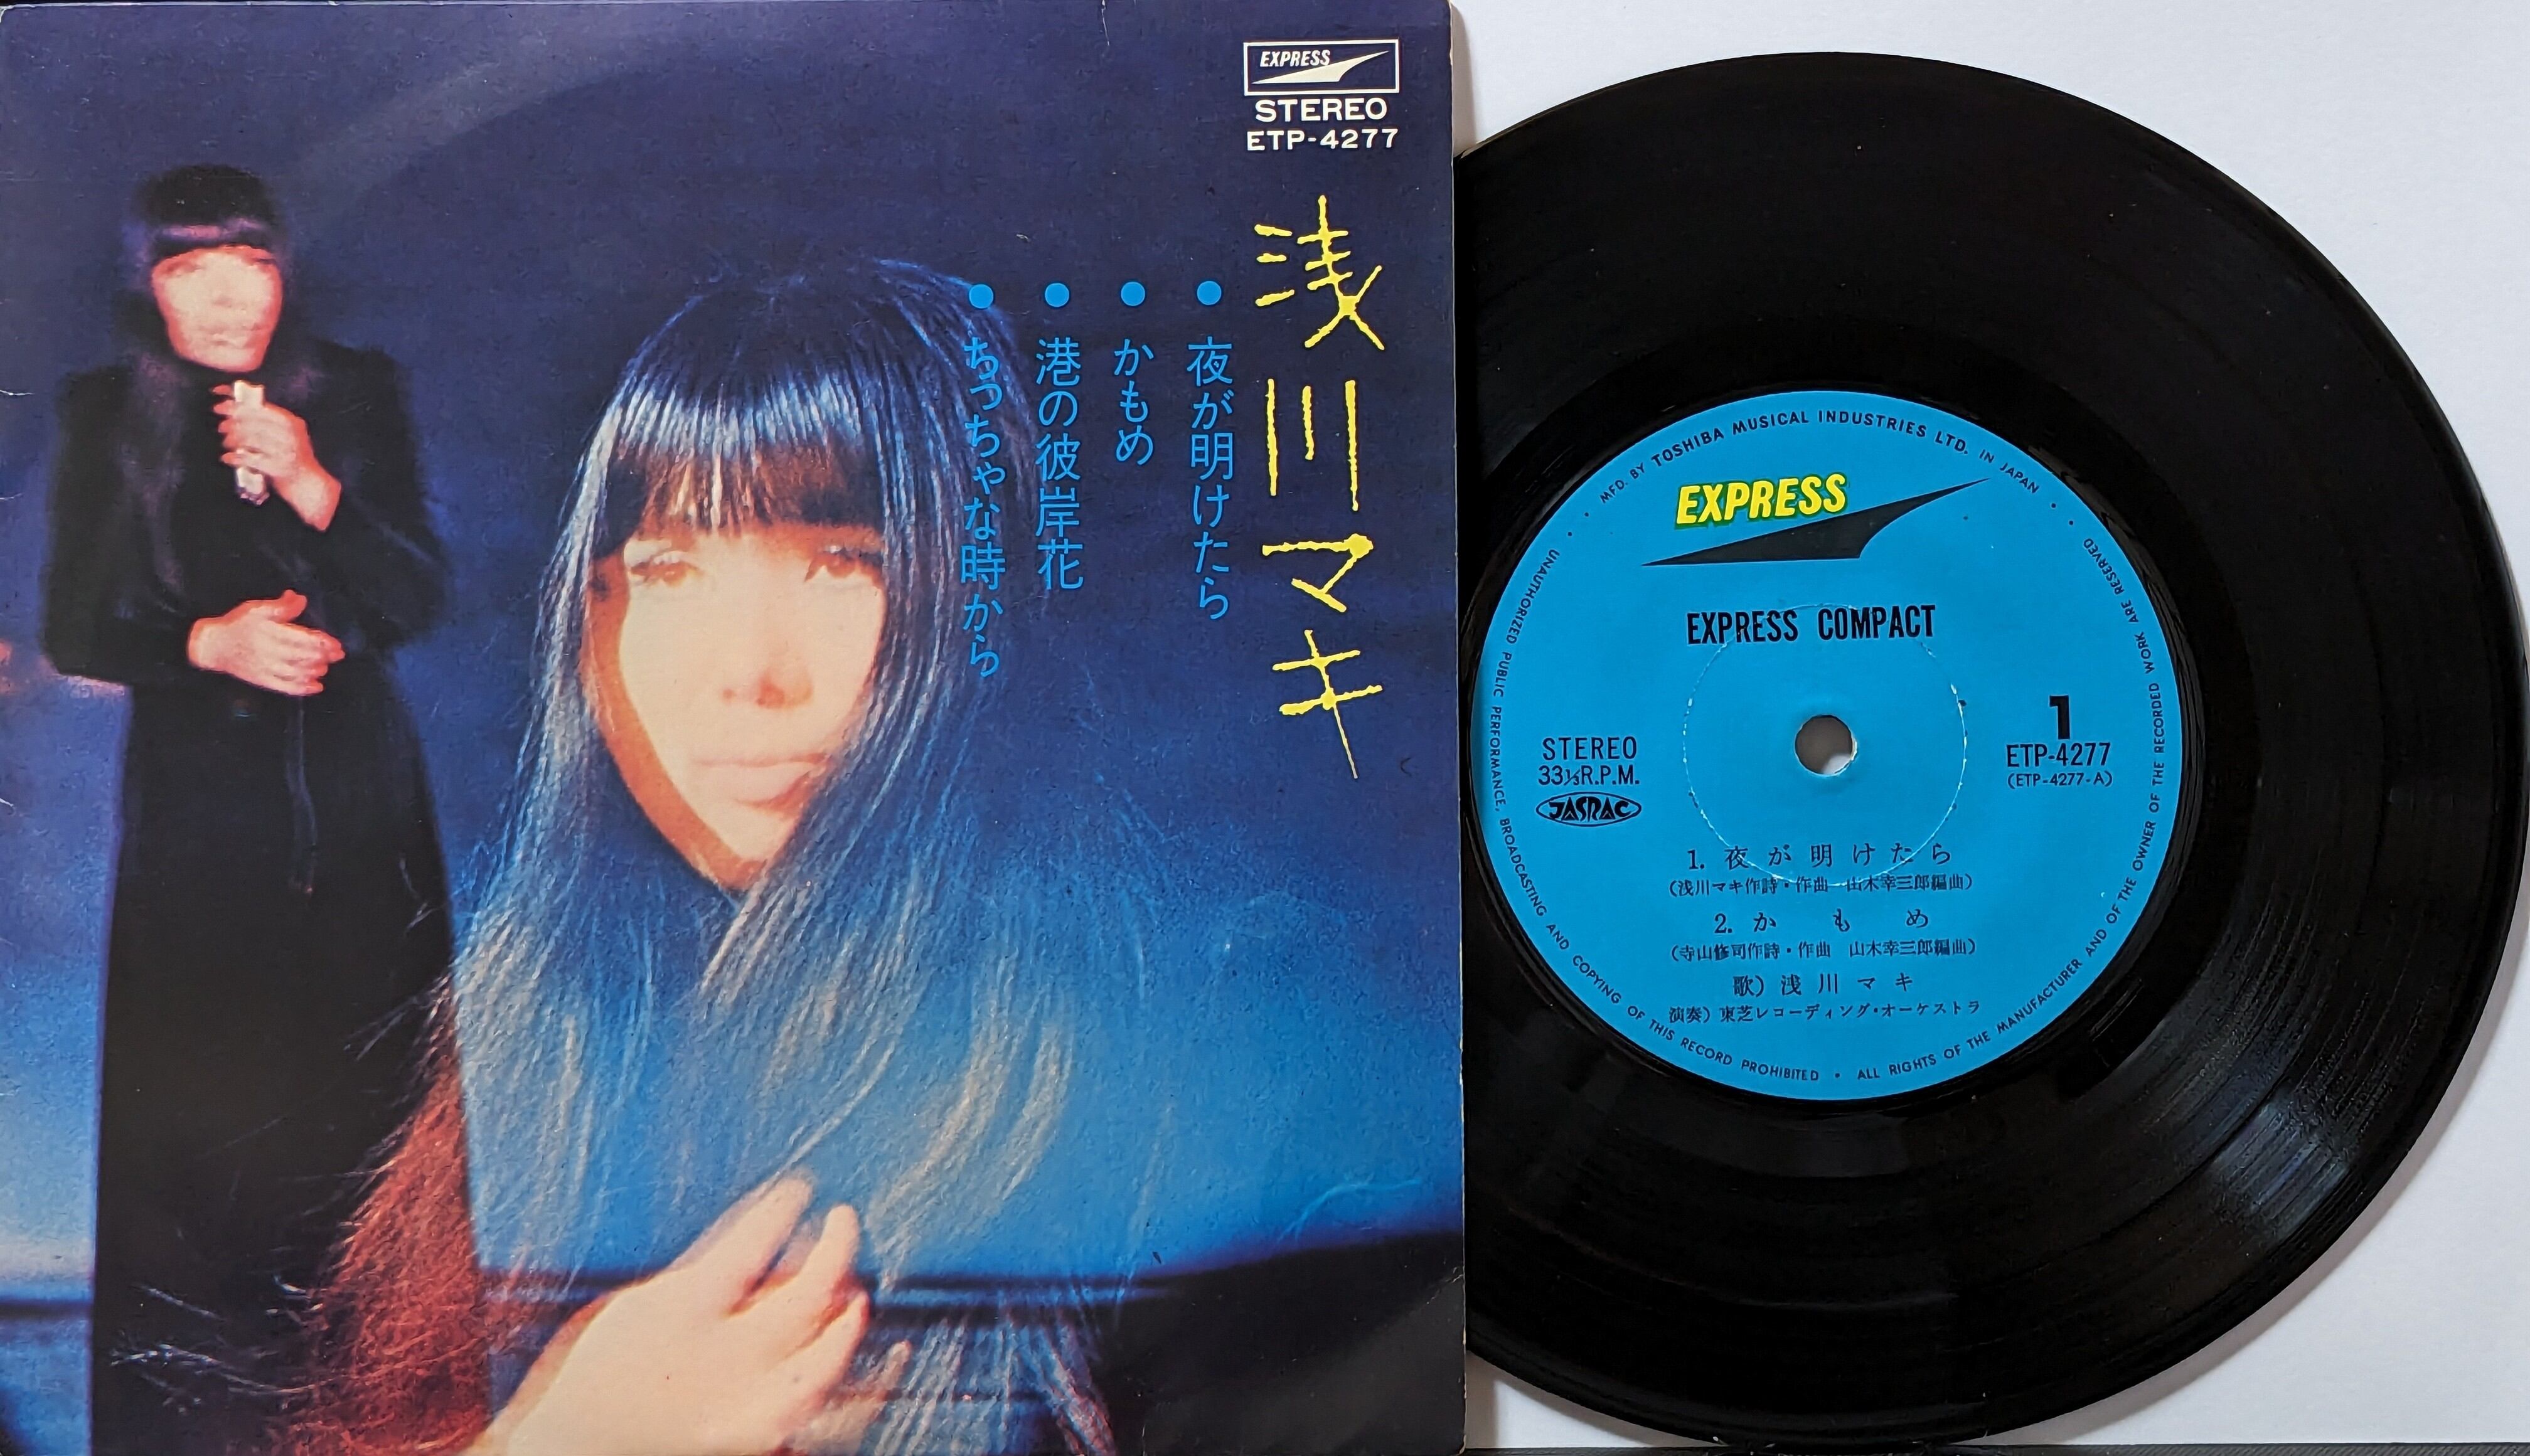 EXPRESS
STEREO
ETP-4277
浅川マキ
● 夜が明けたら
● かもめ
● 港の彼岸花
● ちっちゃな時から
MFD. BY TOSHIBA MUSICAL INDUSTRIES LTD. IN JAPAN
EXPRESS
EXPRESS COMPACT
STEREO
33⅓R.P.M.
JASRAC
1
ETP-4277
(ETP-4277-A)
1. 夜が明けたら
(浅川マキ作詩・作曲 山木幸三郎編曲)
2. かもめ
(寺山修司作詩・作曲 山木幸三郎編曲)
歌) 浅川マキ
演奏) 東芝レコーディング・オーケストラ
UNAUTHORIZED PUBLIC PERFORMANCE, BROADCASTING AND COPYING OF THIS RECORD PROHIBITED • ALL RIGHTS OF THE MANUFACTURER AND OF THE OWNER OF THE RECORDED WORK ARE RESERVED